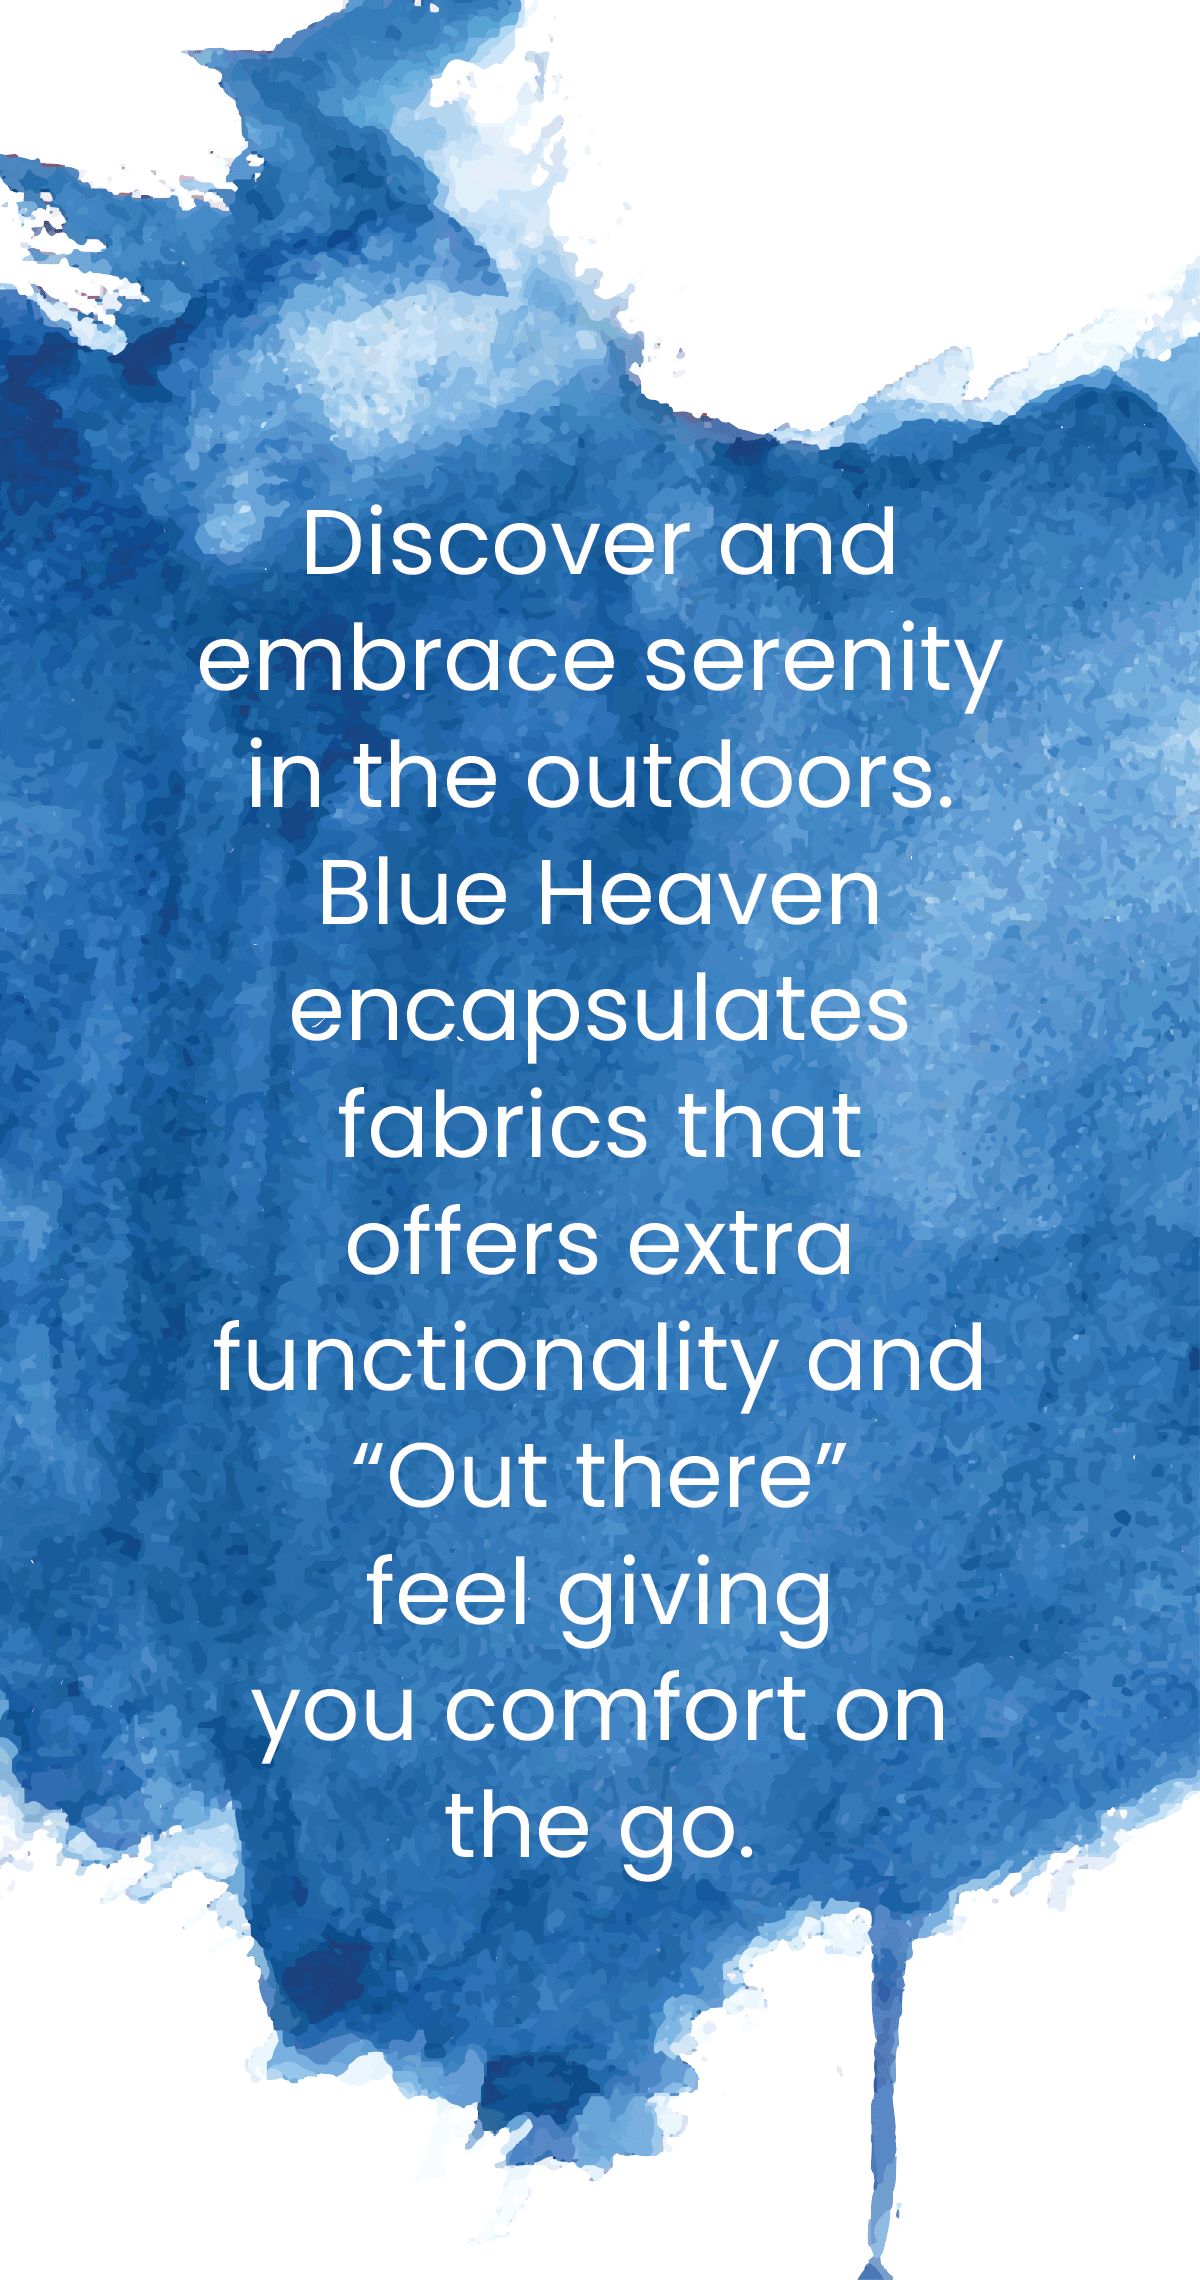 Discover and
embrace serenity
in the outdoors.
Blue Heaven
encapsulates
fabrics that
offers extra
functionality and
“Out there”
feel giving
you comfort on
the go.